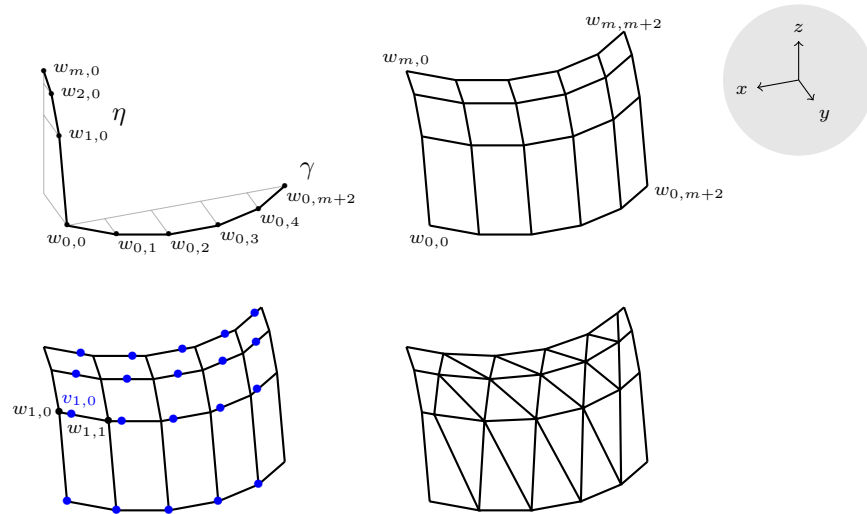 w_{m,0}
w_{2,0}
η
w_{1,0}
γ
w_{0,m+2}
w_{0,4}
w_{0,3}
w_{0,2}
w_{0,1}
w_{0,0}
w_{m,m+2}
w_{m,0}
w_{0,m+2}
w_{0,0}
z
x
y
v_{1,0}
w_{1,0}
w_{1,1}